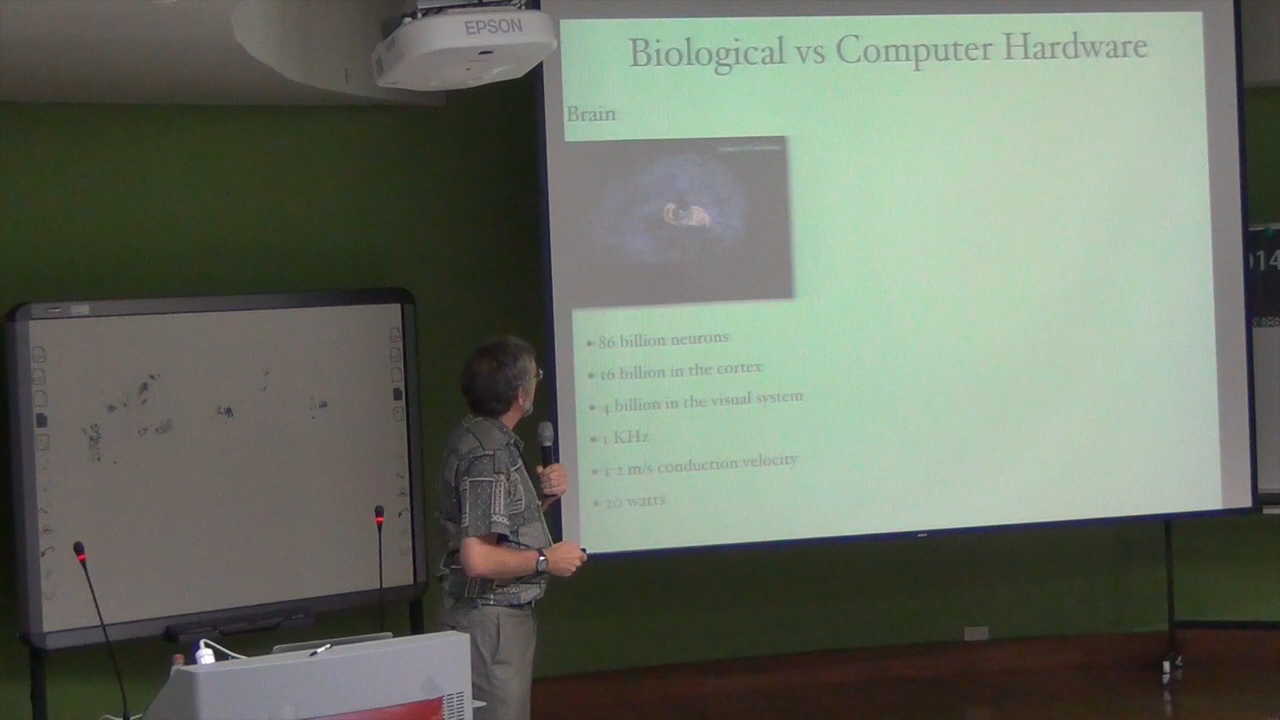 EPSON
Biological vs Computer Hardware
Brain
• 86 billion neurons
• 16 billion in the cortex
• 4 billion in the visual system
• 1 KHz
• 1-2 m/s conduction velocity
• 20 watts
014